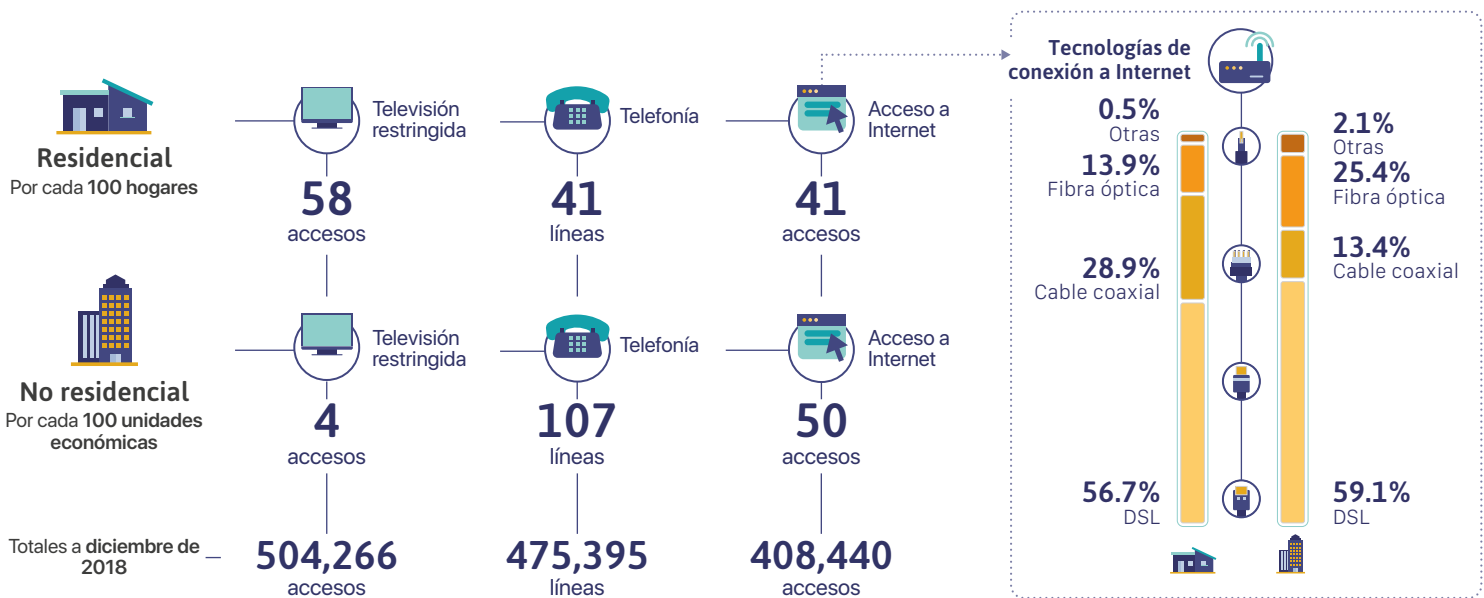 Residencial
Por cada 100 hogares
Televisión
restringida
58
accesos
Telefonía
41
líneas
Acceso a
Internet
41
accesos
No residencial
Por cada 100 unidades
económicas
Televisión
restringida
4
accesos
Telefonía
107
líneas
Acceso a
Internet
50
accesos
Totales a diciembre de
2018
504,266
accesos
475,395
líneas
408,440
accesos
Tecnologías de
conexión a Internet
0.5%
Otras
13.9%
Fibra óptica
28.9%
Cable coaxial
56.7%
DSL
2.1%
Otras
25.4%
Fibra óptica
13.4%
Cable coaxial
59.1%
DSL